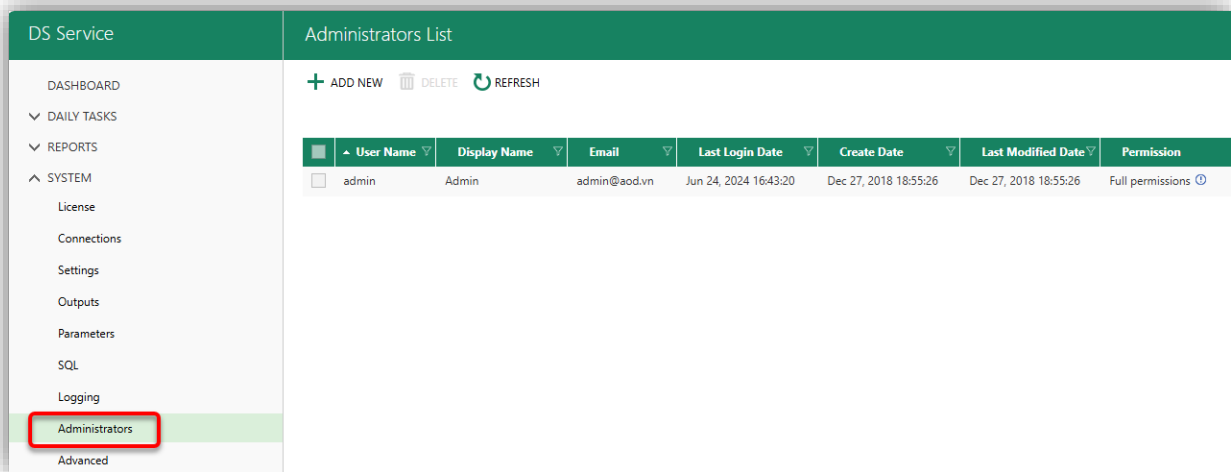 DS Service
Administrators List
DASHBOARD
DAILY TASKS
REPORTS
SYSTEM
License
Connections
Settings
Outputs
Parameters
SQL
Logging
Administrators
Advanced
ADD NEW DELETE REFRESH
User Name Display Name Email Last Login Date Create Date Last Modified Date Permission
admin Admin admin@aod.vn Jun 24, 2024 16:43:20 Dec 27, 2018 18:55:26 Dec 27, 2018 18:55:26 Full permissions